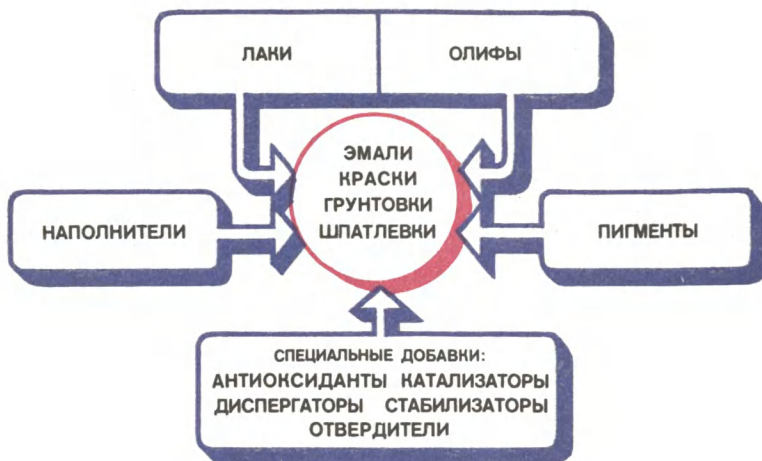 ЛАКИ
ОЛИФЫ
ЭМАЛИ
КРАСКИ
ГРУНТОВКИ
ШПАТЛЕВКИ
НАПОЛНИТЕЛИ
ПИГМЕНТЫ
СПЕЦИАЛЬНЫЕ ДОБАВКИ:
АНТИОКСИДАНТЫ КАТАЛИЗАТОРЫ
ДИСПЕРГАТОРЫ СТАБИЛИЗАТОРЫ
ОТВЕРДИТЕЛИ